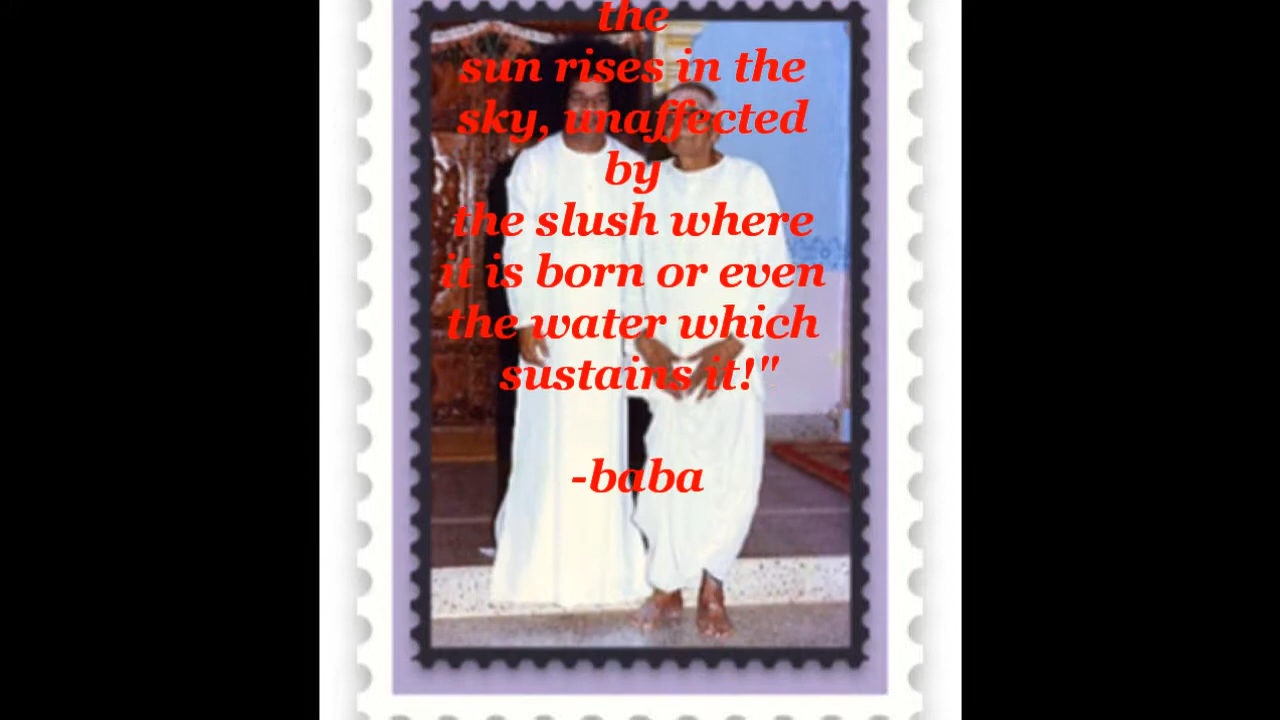 the
sun rises in the
sky, unaffected
by
the slush where
it is born or even
the water which
sustains it!"
-baba